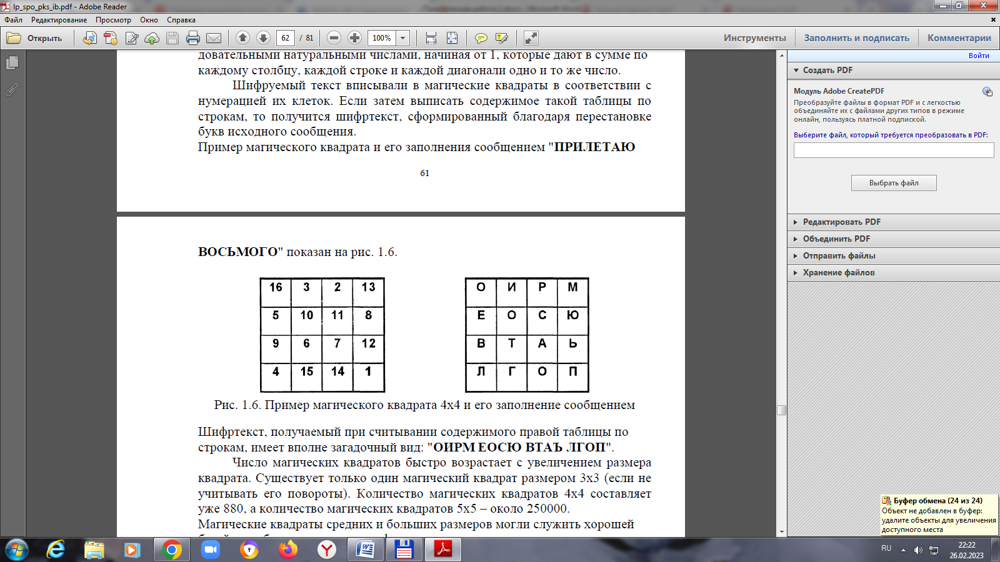 lp_spo_pks_ib.pdf - Adobe Reader
Файл Редактирование Просмотр Окно Справка
Открыть 62 / 81 100% Инструменты Заполнить и подписать Комментарии
довательными натуральными числами, начиная от 1, которые дают в сумме по
каждому столбцу, каждой строке и каждой диагонали одно и то же число.
Шифруемый текст вписывали в магические квадраты в соответствии с
нумерацией их клеток. Если затем выписать содержимое такой таблицы по
строкам, то получится шифртекст, сформированный благодаря перестановке
букв исходного сообщения.
Пример магического квадрата и его заполнения сообщением "ПРИЛЕТАЮ
61
ВОСЬМОГО" показан на рис. 1.6.
16 3 2 13
5 10 11 8
9 6 7 12
4 15 14 1
О И Р М
Е О С Ю
В Т А Ь
Л Г О П
Рис. 1.6. Пример магического квадрата 4х4 и его заполнение сообщением
Шифртекст, получаемый при считывании содержимого правой таблицы по
строкам, имеет вполне загадочный вид: "ОИРМ ЕОСЮ ВТАЪ ЛГОП".
Число магических квадратов быстро возрастает с увеличением размера
квадрата. Существует только один магический квадрат размером 3х3 (если не
учитывать его повороты). Количество магических квадратов 4х4 составляет
уже 880, а количество магических квадратов 5х5 – около 250000.
Магические квадраты средних и больших размеров могли служить хорошей
Войти
Создать PDF
Модуль Adobe CreatePDF
Преобразуйте файлы в формат PDF и с легкостью
объединяйте их с файлами других типов в режиме
онлайн, пользуясь платной подпиской.
Выберите файл, который требуется преобразовать в PDF:
Выбрать файл
Редактировать PDF
Объединить PDF
Отправить файлы
Хранение файлов
Буфер обмена (24 из 24)
Объект не добавлен в буфер:
удалите объекты для увеличения
доступного места
RU
22:22
26.02.2023